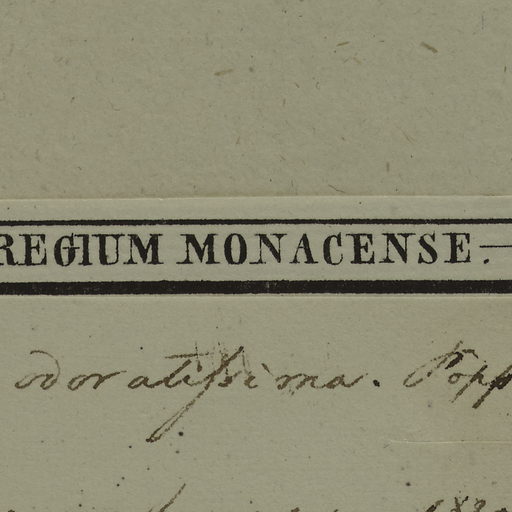 REGIUM MONACENSE.—
odoratissima. Popp